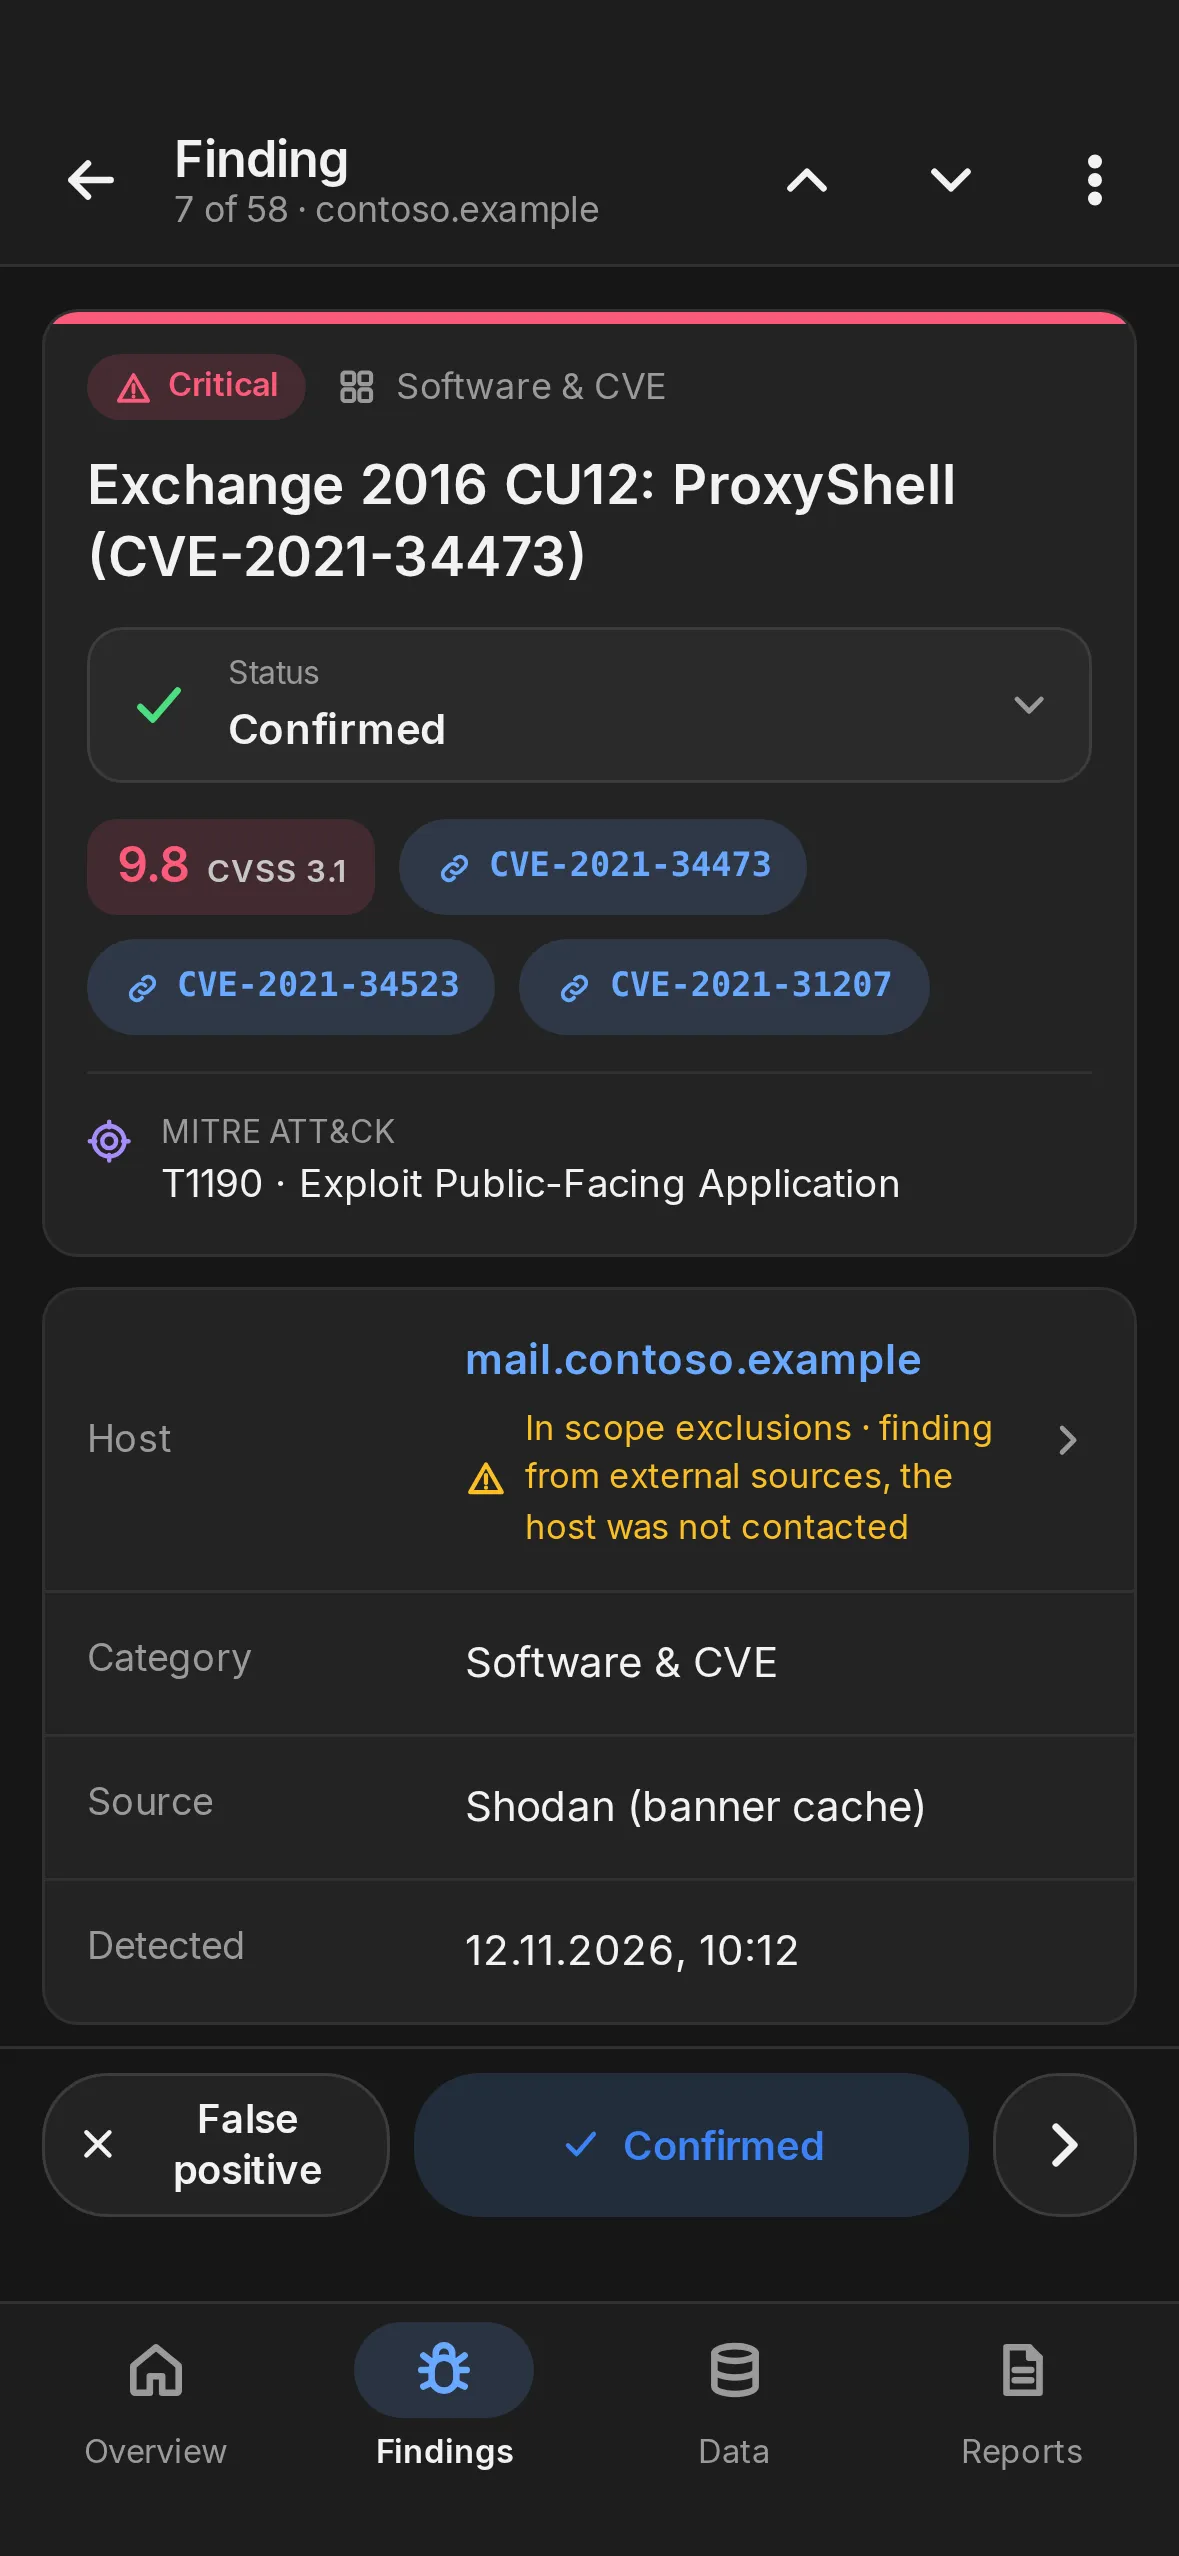 Finding
7 of 58 · contoso.example
Critical
Software & CVE
Exchange 2016 CU12: ProxyShell
(CVE-2021-34473)
Status
Confirmed
9.8 CVSS 3.1
CVE-2021-34473
CVE-2021-34523
CVE-2021-31207
MITRE ATT&CK
T1190 · Exploit Public-Facing Application
Host
mail.contoso.example
In scope exclusions · finding
from external sources, the
host was not contacted
Category
Software & CVE
Source
Shodan (banner cache)
Detected
12.11.2026, 10:12
False
positive
Confirmed
Overview
Findings
Data
Reports